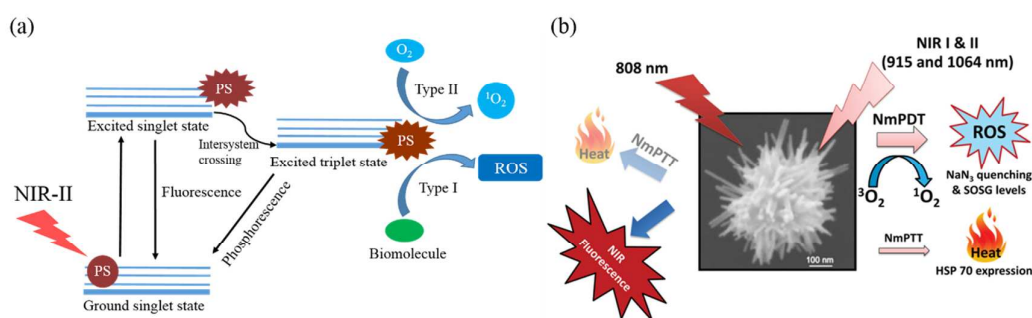 (a)
O2
Type II
1O2
PS
Excited singlet state
Intersystem
crossing
PS
Excited triplet state
Type I
ROS
NIR-II
Fluorescence
Phosphorescence
Biomolecule
PS
Ground singlet state
(b)
808 nm
NIR I & II
(915 and 1064 nm)
Heat
NmPTT
NIR
Fluorescence
100 nm
NmPDT
ROS
NaN3 quenching
& SOSG levels
3O2
1O2
NmPTT
Heat
HSP 70 expression